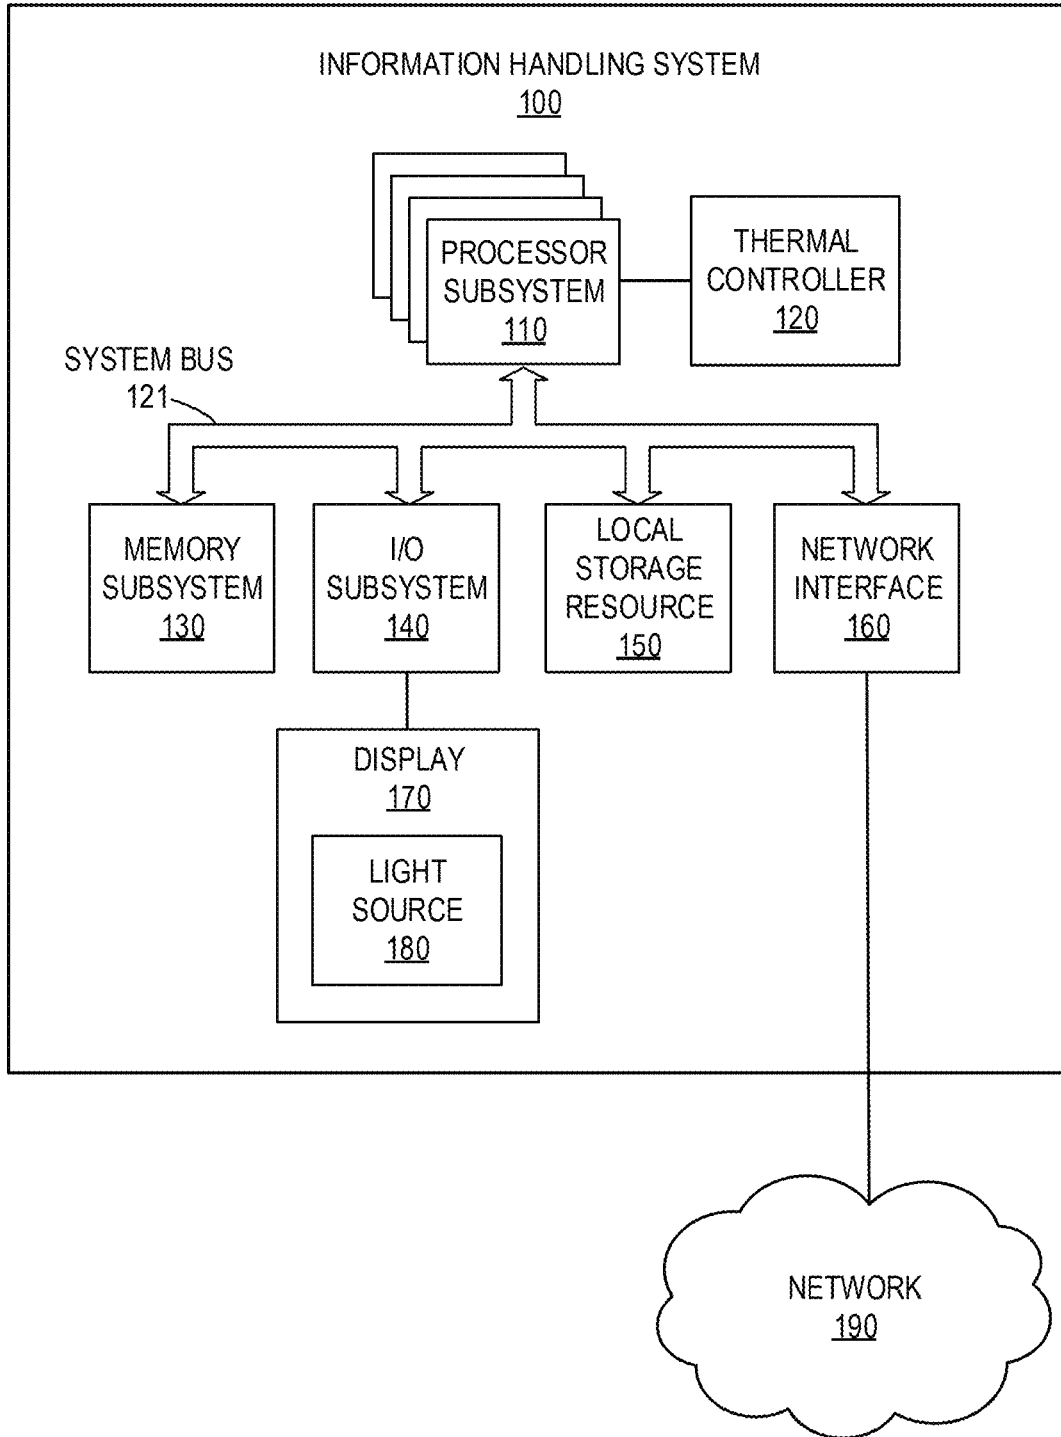 INFORMATION HANDLING SYSTEM
100
PROCESSOR
SUBSYSTEM
110
THERMAL
CONTROLLER
120
SYSTEM BUS
121
MEMORY
SUBSYSTEM
130
I/O
SUBSYSTEM
140
LOCAL
STORAGE
RESOURCE
150
NETWORK
INTERFACE
160
DISPLAY
170
LIGHT
SOURCE
180
NETWORK
190